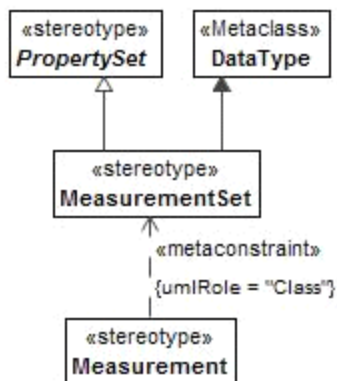 «stereotype»
PropertySet
«Metaclass»
DataType
«stereotype»
MeasurementSet
«metaconstraint»
{umlRole = "Class"}
«stereotype»
Measurement